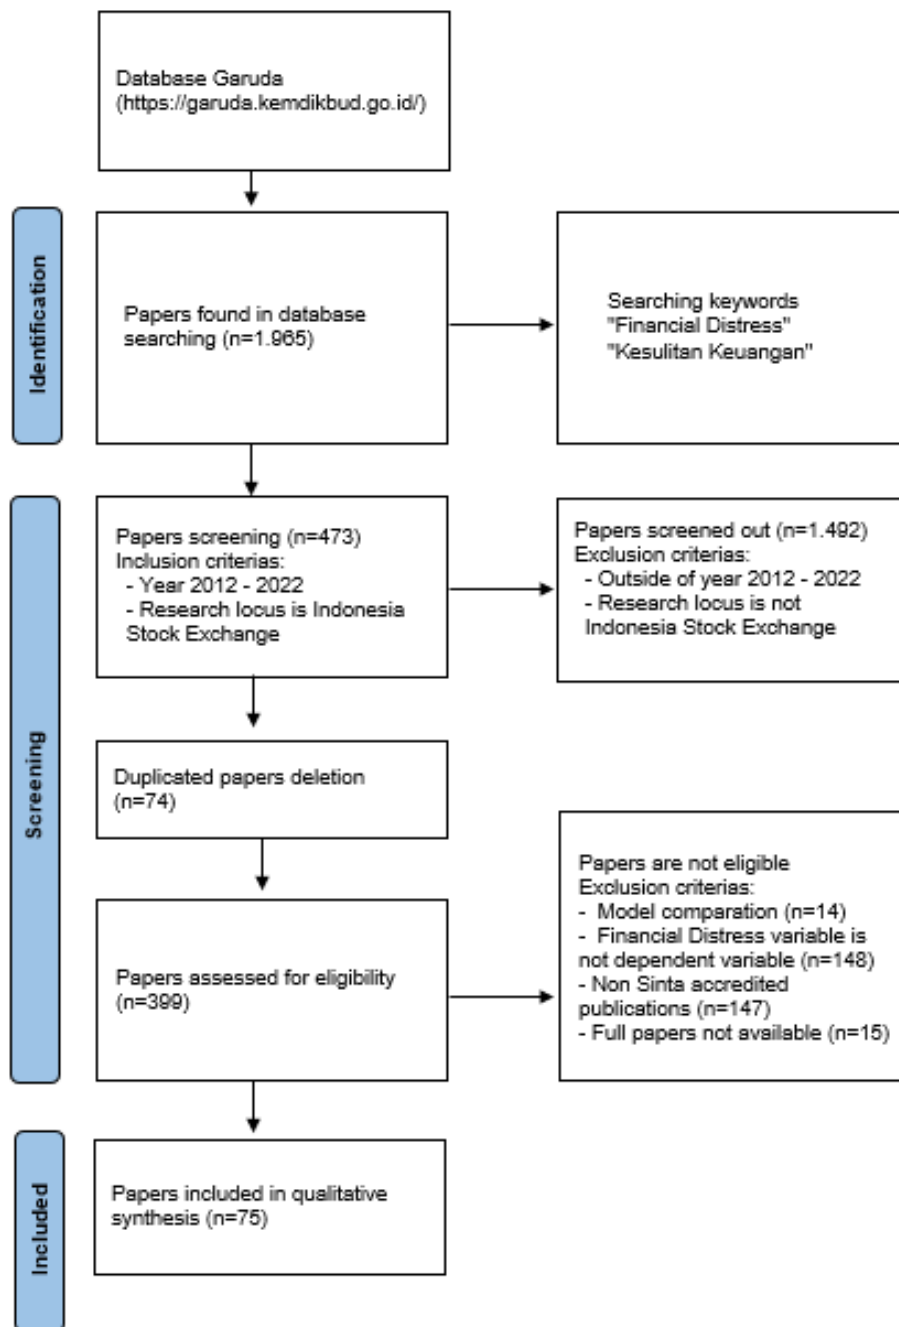 Database Garuda
(https://garuda.kemdikbud.go.id/)
Identification
Papers found in database
searching (n=1.965)
Searching keywords
"Financial Distress"
"Kesulitan Keuangan"
Screening
Papers screening (n=473)
Inclusion criterias:
- Year 2012 - 2022
- Research locus is Indonesia
Stock Exchange
Papers screened out (n=1.492)
Exclusion criterias:
- Outside of year 2012 - 2022
- Research locus is not
Indonesia Stock Exchange
Duplicated papers deletion
(n=74)
Papers assessed for eligibility
(n=399)
Papers are not eligible
Exclusion criterias:
- Model comparation (n=14)
- Financial Distress variable is
not dependent variable (n=148)
- Non Sinta accredited
publications (n=147)
- Full papers not available (n=15)
Included
Papers included in qualitative
synthesis (n=75)